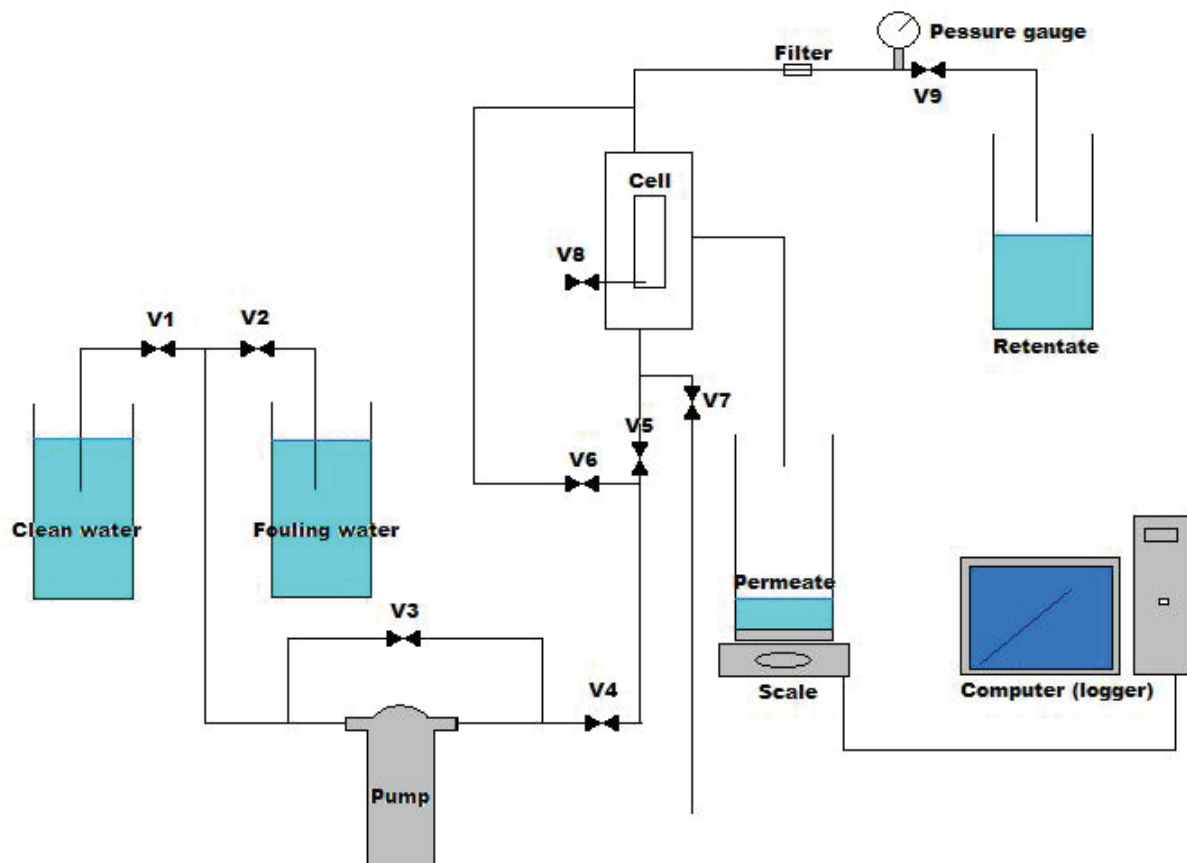 Pessure gauge
Filter
V9
Cell
V8
V1
V2
Retentate
V7
V5
V6
Clean water
Fouling water
Permeate
V3
V4
Scale
Computer (logger)
Pump